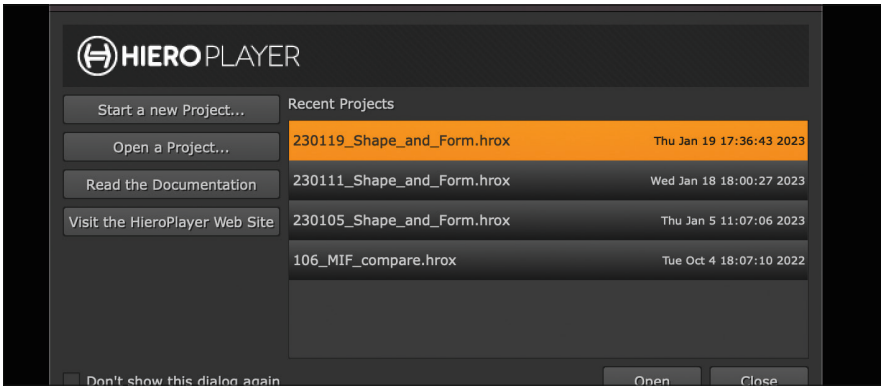 HIEROPLAYER
Start a new Project...
Open a Project...
Read the Documentation
Visit the HieroPlayer Web Site
Recent Projects
230119_Shape_and_Form.hrox Thu Jan 19 17:36:43 2023
230111_Shape_and_Form.hrox Wed Jan 18 18:00:27 2023
230105_Shape_and_Form.hrox Thu Jan 5 11:07:06 2023
106_MIF_compare.hrox Tue Oct 4 18:07:10 2022
Don't show this dialog again
Open
Close